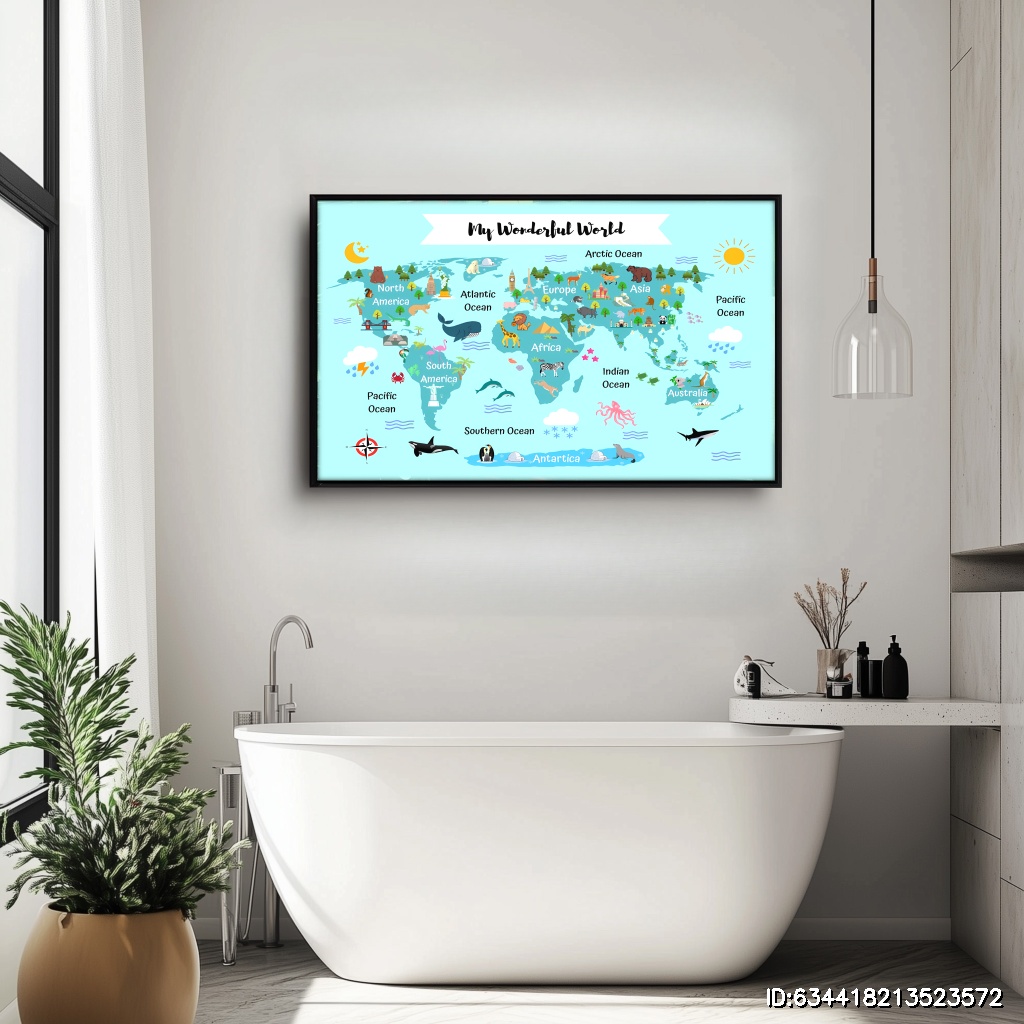 My Wonderful World
Arctic Ocean
North
America
Atlantic
Ocean
Europe
Asia
Pacific
Ocean
Africa
South
America
Indian
Ocean
Pacific
Ocean
Australia
Southern Ocean
Antartica
ID:634418213523572